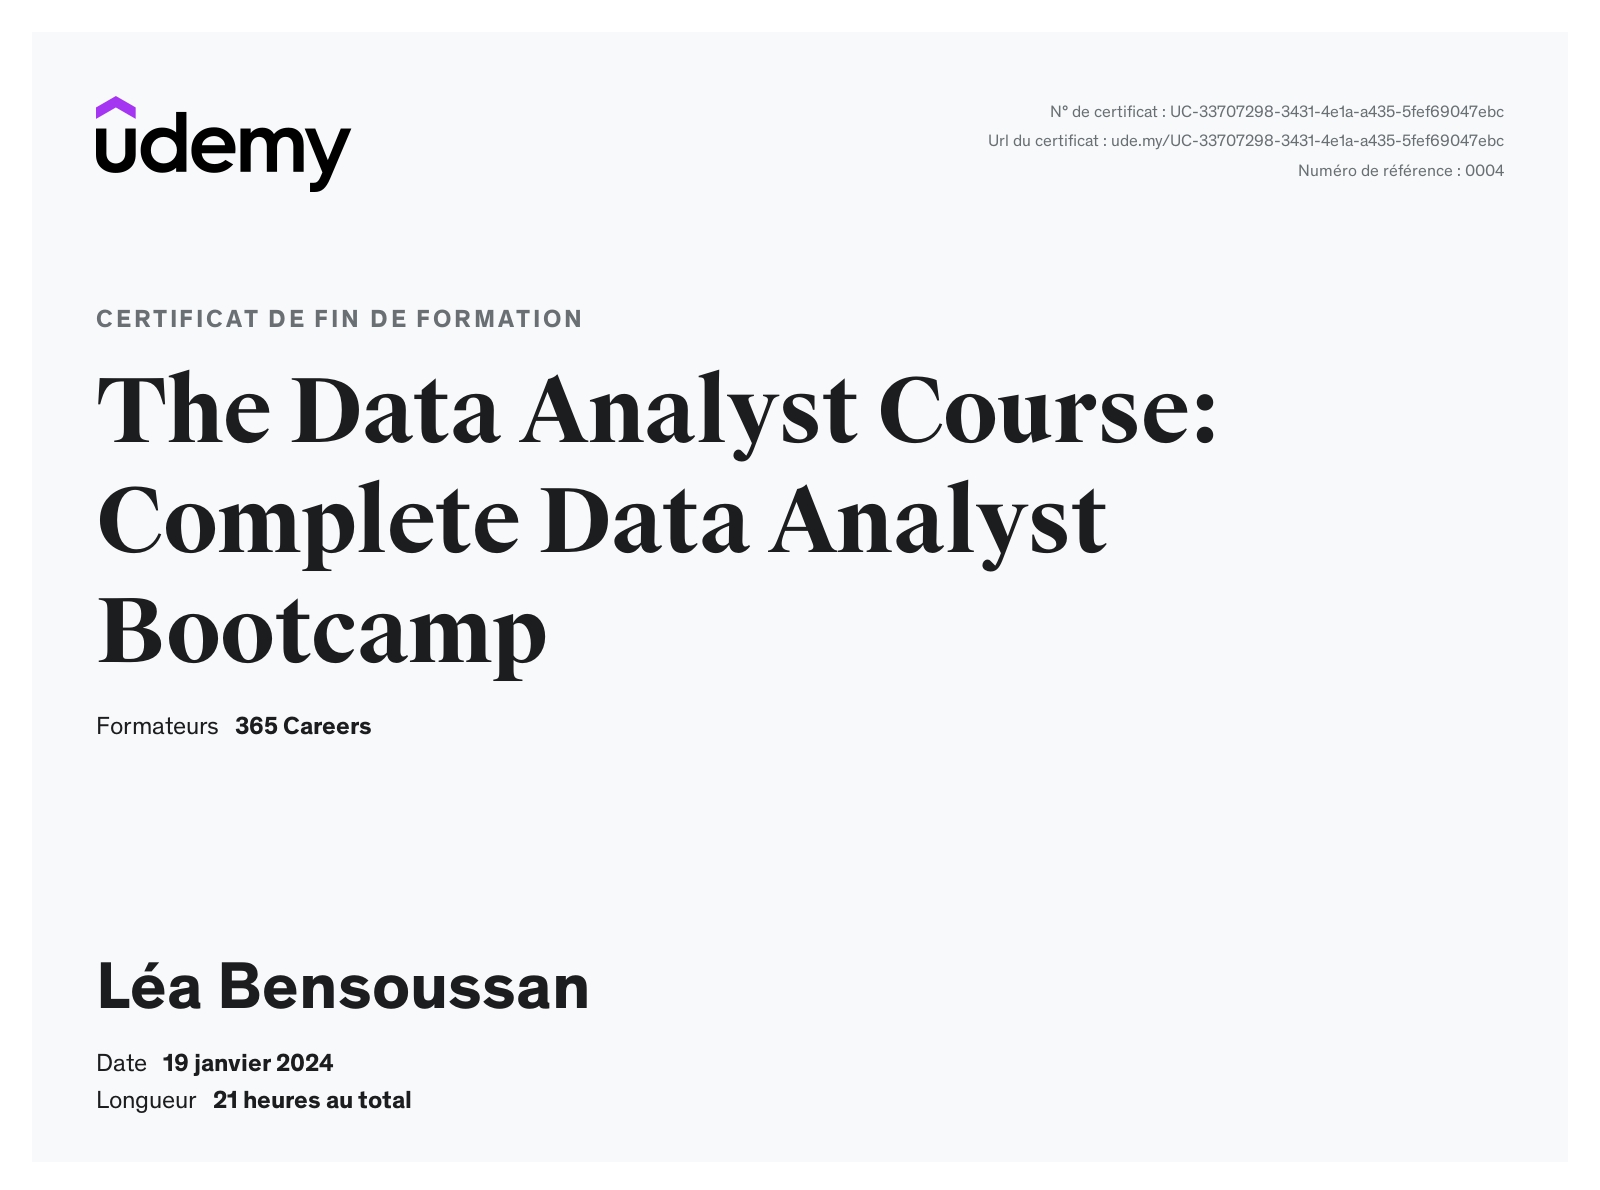 udemy
N° de certificat : UC-33707298-3431-4e1a-a435-5fef69047ebc
Url du certificat : ude.my/UC-33707298-3431-4e1a-a435-5fef69047ebc
Numéro de référence : 0004
CERTIFICAT DE FIN DE FORMATION
The Data Analyst Course:
Complete Data Analyst
Bootcamp
Formateurs 365 Careers
Léa Bensoussan
Date 19 janvier 2024
Longueur 21 heures au total